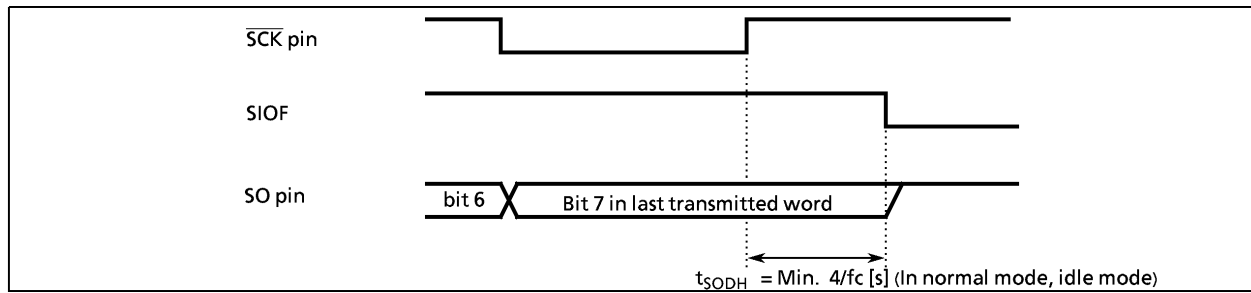 SCK pin
SIOF
SO pin
bit 6 Bit 7 in last transmitted word
tSODH = Min. 4/fc [s] (In normal mode, idle mode)